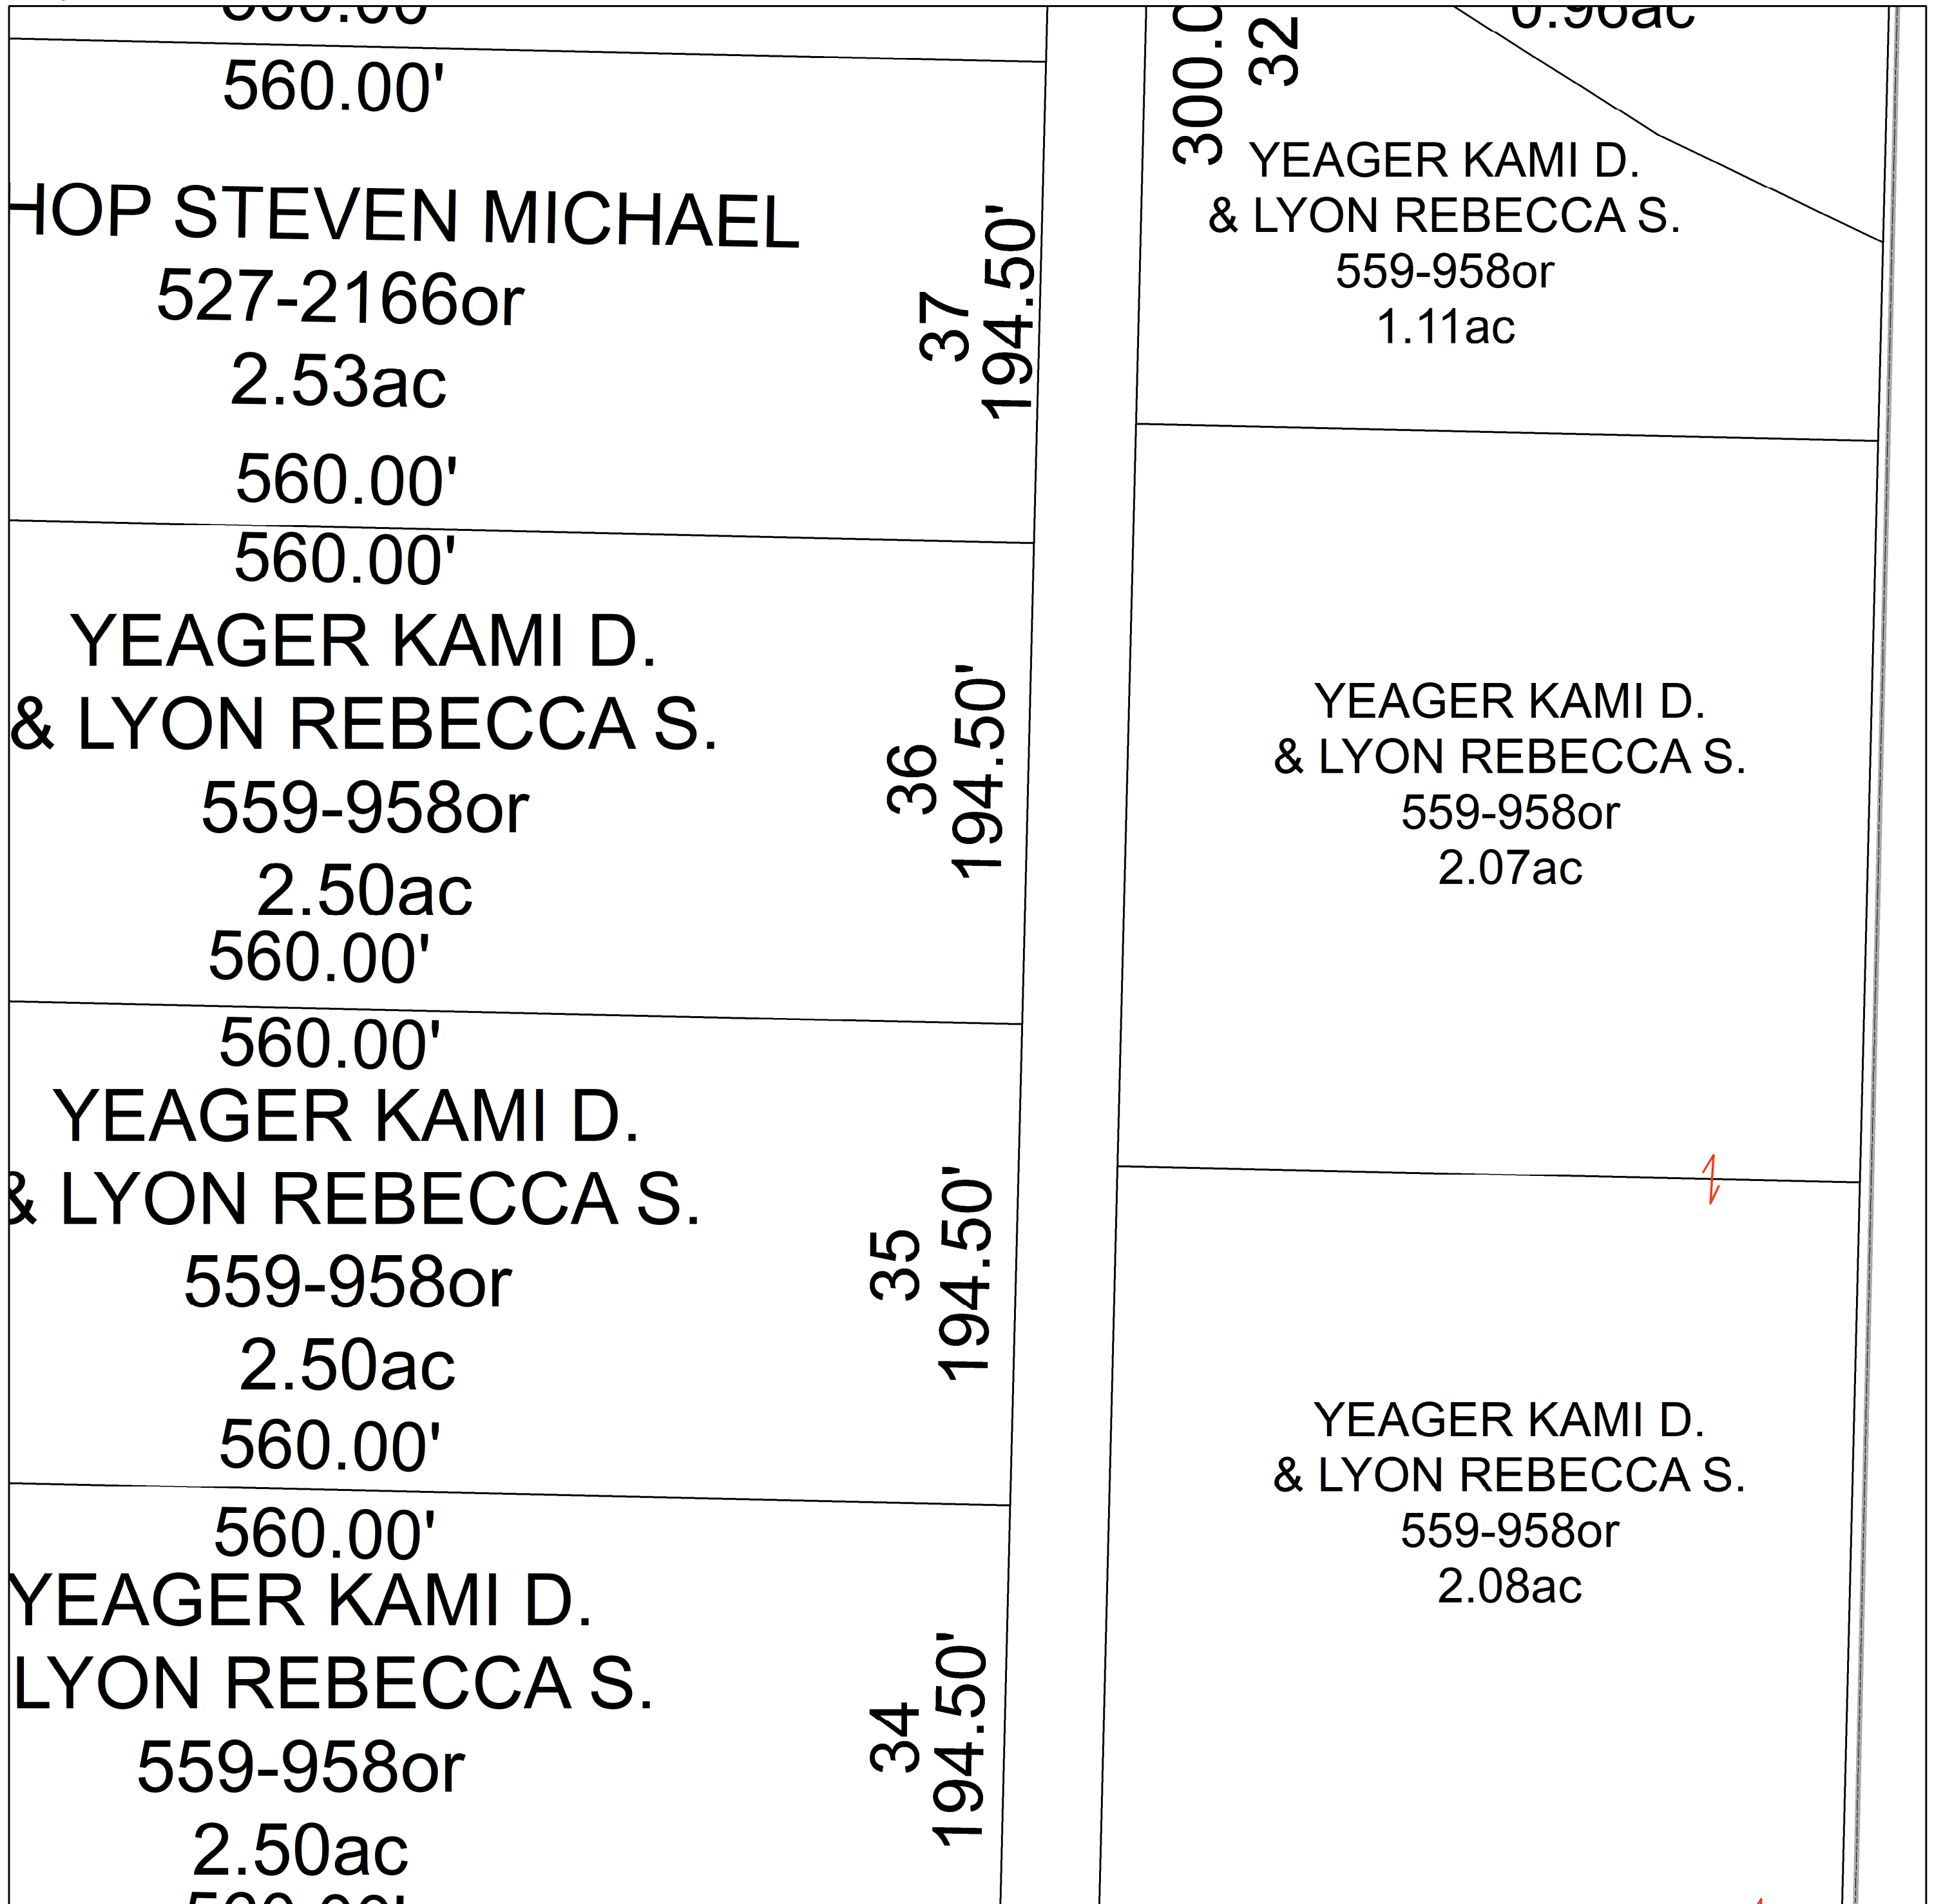 560.00'
HOP STEVEN MICHAEL
527-2166or
2.53ac
560.00'
37
194.50'
560.00'
YEAGER KAMI D.
& LYON REBECCA S.
559-958or
2.50ac
560.00'
36
194.50'
560.00'
YEAGER KAMI D.
& LYON REBECCA S.
559-958or
2.50ac
560.00'
35
194.50'
560.00'
YEAGER KAMI D.
LYON REBECCA S.
559-958or
2.50ac
34
194.50'
300.0
32
0.96ac
YEAGER KAMI D.
& LYON REBECCA S.
559-958or
1.11ac
YEAGER KAMI D.
& LYON REBECCA S.
559-958or
2.07ac
YEAGER KAMI D.
& LYON REBECCA S.
559-958or
2.08ac